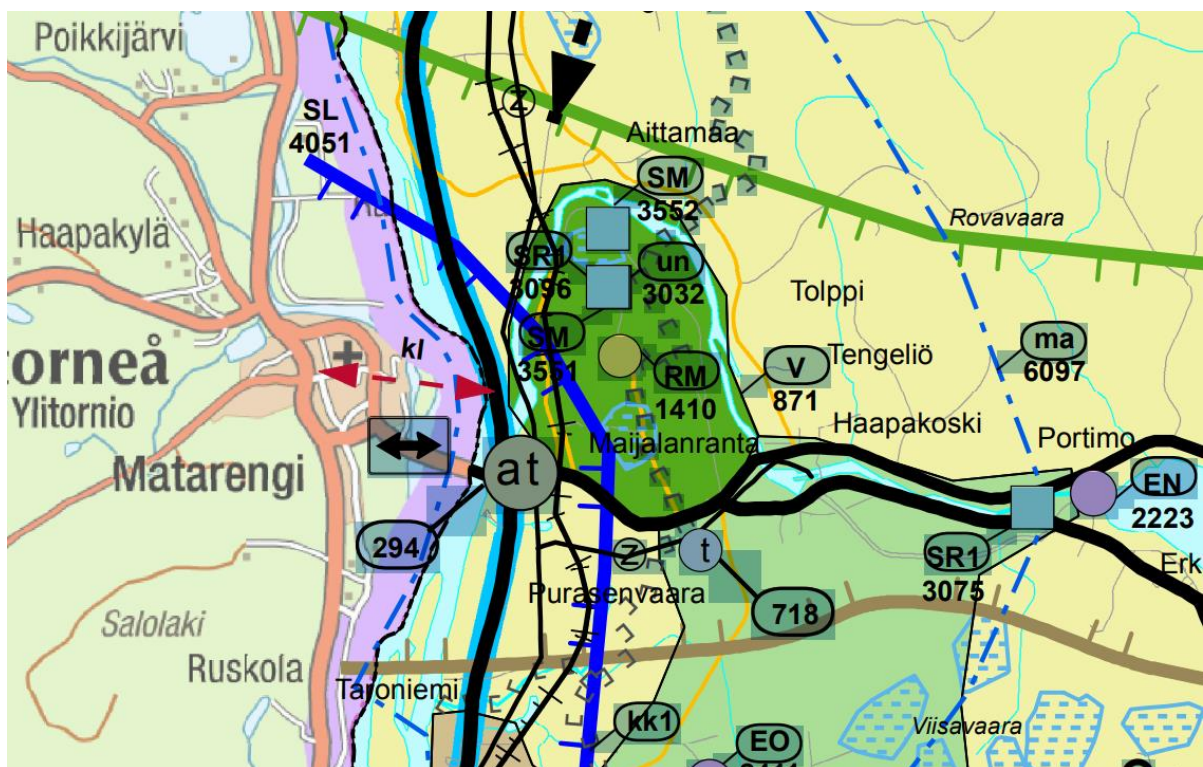 Poikkijärvi
SL
4051
Z
Aittamaa
SM
3552
Haapakylä
Rovavaara
SR1
3096
un
3032
Tolppi
SM
3551
kl
ma
6097
V
871
Tengeliö
RM
1410
orneå
Ylitornio
Haapakoski
Portimo
Maijalanranta
Matarengi
at
EN
2223
294
Z
t
SR1
3075
Erk
Purasenvaara
718
Salolaki
Ruskola
Taroniemi
kk1
EO
Viisavaara